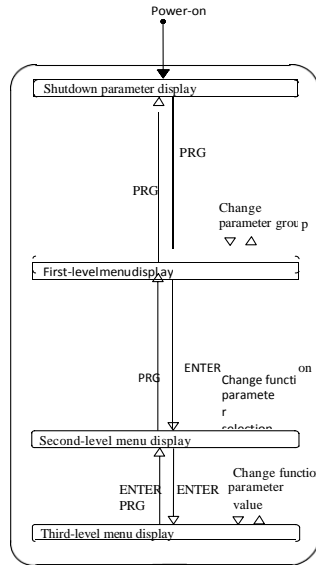 Power-on
Shutdown parameter display
PRG
PRG
Change
parameter group
First-levelmenudisplay
PRG
ENTER
on
Change functi
paramete
r
selection
Second-level menu display
ENTER
PRG
ENTER
Change functio
parameter
value
Third-level menu display